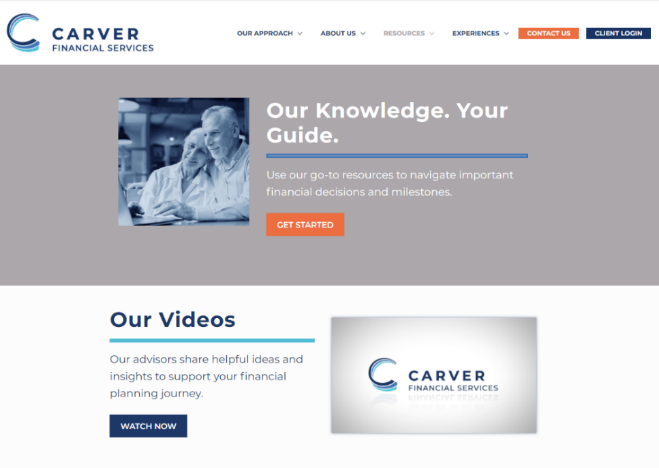 CARVER
FINANCIAL SERVICES
OUR APPROACH
ABOUT US
RESOURCES
EXPERIENCES
CONTACT US
CLIENT LOGIN
Our Knowledge. Your
Guide.
Use our go-to resources to navigate important
financial decisions and milestones.
GET STARTED
Our Videos
Our advisors share helpful ideas and
insights to support your financial
planning journey.
WATCH NOW
CARVER
FINANCIAL SERVICES